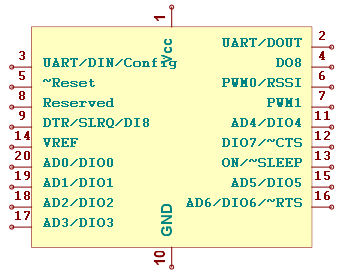 1
Vcc
UART/DOUT 2
3 UART/DIN/Config
DO8 4
5 ~Reset
PWM0/RSSI 6
8 Reserved
PWM1 7
9 DTR/SLRQ/DI8
AD4/DIO4 11
14 VREF
DIO7/~CTS 12
20 AD0/DIO0
ON/~SLEEP 13
19 AD1/DIO1
AD5/DIO5 15
18 AD2/DIO2
AD6/DIO6/~RTS 16
17 AD3/DIO3
GND
10